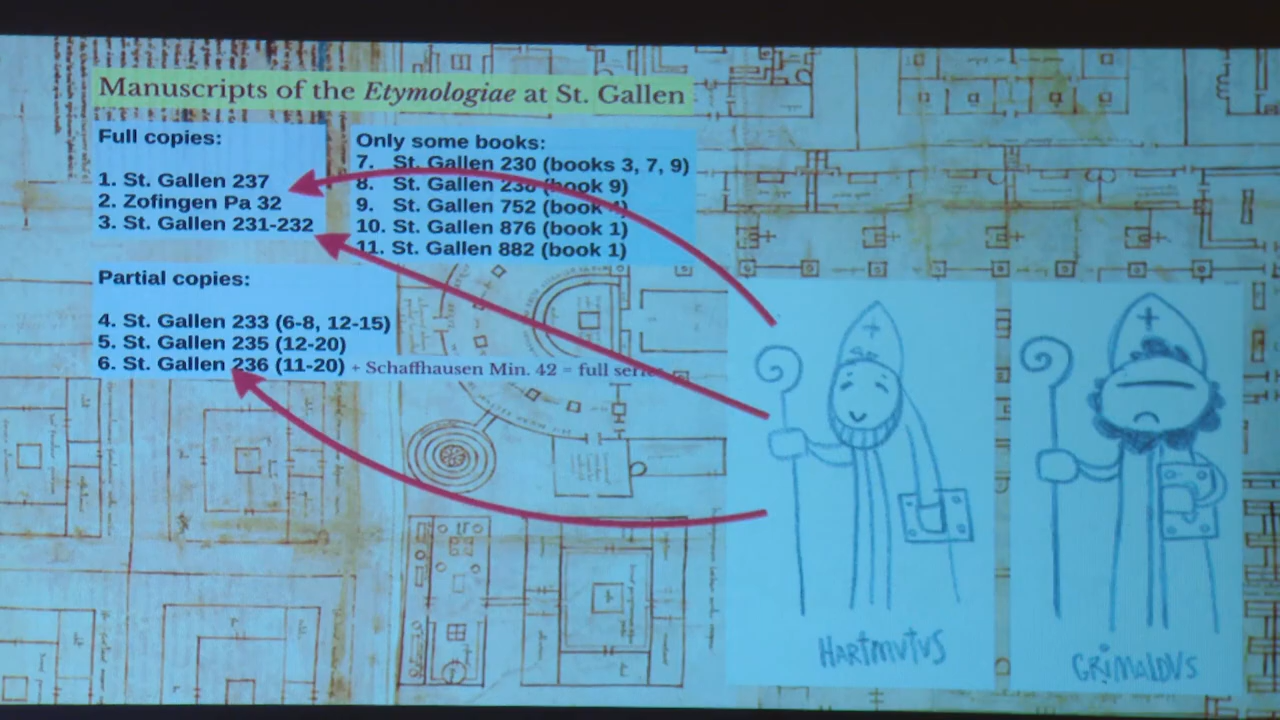 Manuscripts of the Etymologiae at St. Gallen
Full copies:
1. St. Gallen 237
2. Zofingen Pa 32
3. St. Gallen 231-232
Only some books:
7. St. Gallen 230 (books 3, 7, 9)
8. St. Gallen 238 (book 9)
9. St. Gallen 752 (book
10. St. Gallen 876 (book 1)
11. St. Gallen 882 (book 1)
Partial copies:
4. St. Gallen 233 (6-8, 12-15)
5. St. Gallen 235 (12-20)
6. St. Gallen 236 (11-20) + Schaffhausen Min. 42 = full series
HARTMUTUS
GRIMALDUS